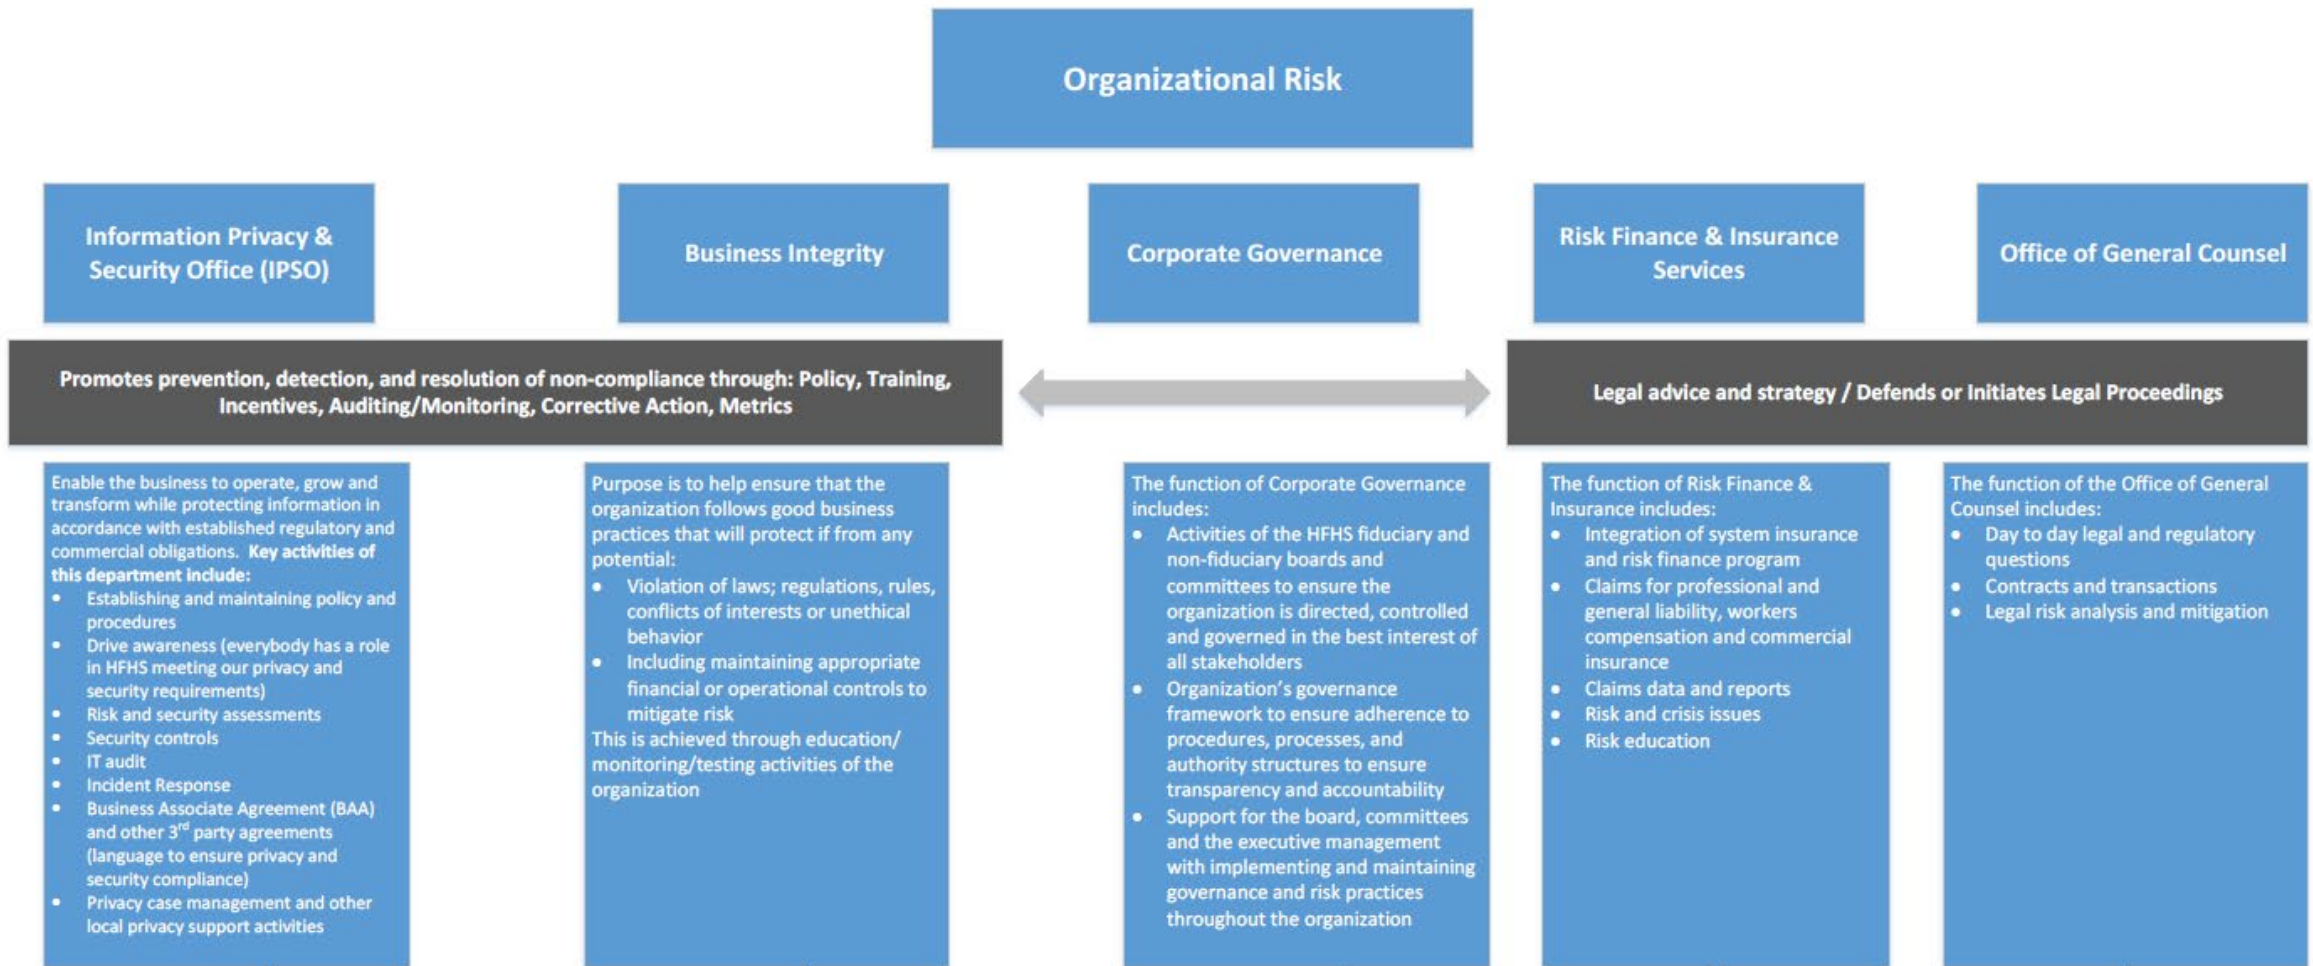 Organizational Risk
Information Privacy &
Security Office (IPSO)
Business Integrity
Corporate Governance
Risk Finance & Insurance
Services
Office of General Counsel
Promotes prevention, detection, and resolution of non-compliance through: Policy, Training,
Incentives, Auditing/Monitoring, Corrective Action, Metrics
Legal advice and strategy / Defends or Initiates Legal Proceedings
Enable the business to operate, grow and
transform while protecting information in
accordance with established regulatory and
commercial obligations. Key activities of
this department include:
• Establishing and maintaining policy and
procedures
• Drive awareness (everybody has a role
in HFHS meeting our privacy and
security requirements)
• Risk and security assessments
• Security controls
• IT audit
• Incident Response
• Business Associate Agreement (BAA)
and other 3rd party agreements
(language to ensure privacy and
security compliance)
• Privacy case management and other
local privacy support activities
Purpose is to help ensure that the
organization follows good business
practices that will protect if from any
potential:
• Violation of laws; regulations, rules,
conflicts of interests or unethical
behavior
• Including maintaining appropriate
financial or operational controls to
mitigate risk
This is achieved through education/
monitoring/testing activities of the
organization
The function of Corporate Governance
includes:
• Activities of the HFHS fiduciary and
non-fiduciary boards and
committees to ensure the
organization is directed, controlled
and governed in the best interest of
all stakeholders
• Organization's governance
framework to ensure adherence to
procedures, processes, and
authority structures to ensure
transparency and accountability
• Support for the board, committees
and the executive management
with implementing and maintaining
governance and risk practices
throughout the organization
The function of Risk Finance &
Insurance includes:
• Integration of system insurance
and risk finance program
• Claims for professional and
general liability, workers
compensation and commercial
insurance
• Claims data and reports
• Risk and crisis issues
• Risk education
The function of the Office of General
Counsel includes:
• Day to day legal and regulatory
questions
• Contracts and transactions
• Legal risk analysis and mitigation